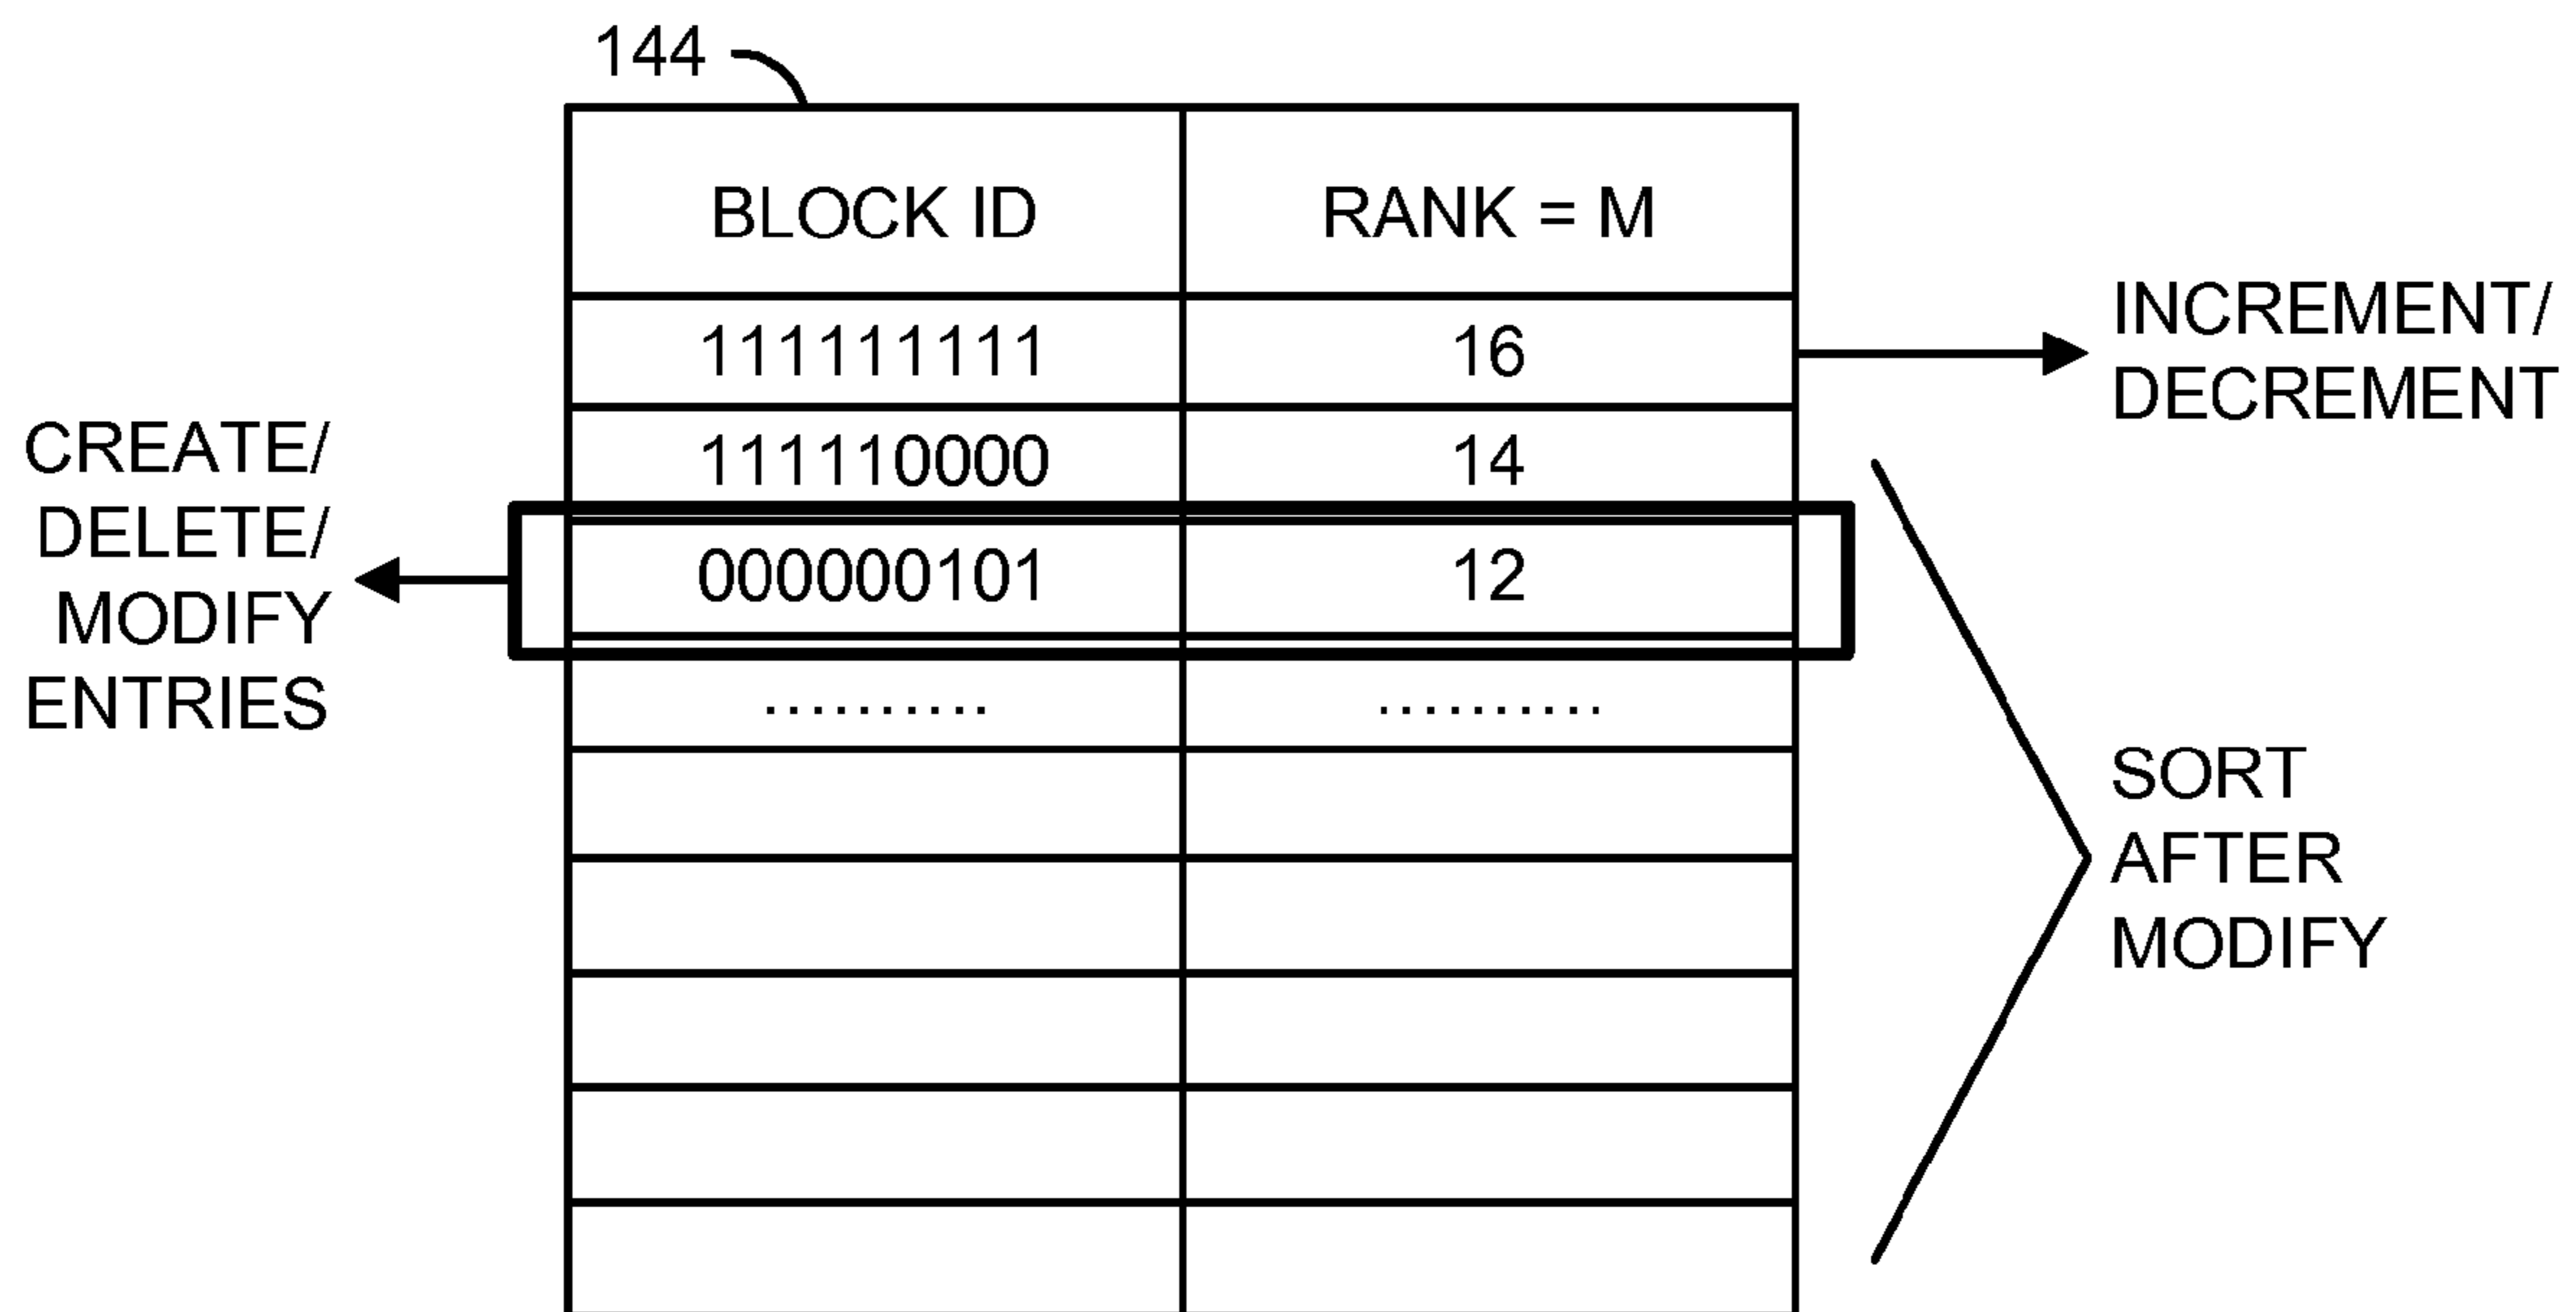 144
BLOCK ID RANK = M
111111111 16
111110000 14
000000101 12
.......... ..........
CREATE/
DELETE/
MODIFY
ENTRIES
INCREMENT/
DECREMENT
SORT
AFTER
MODIFY